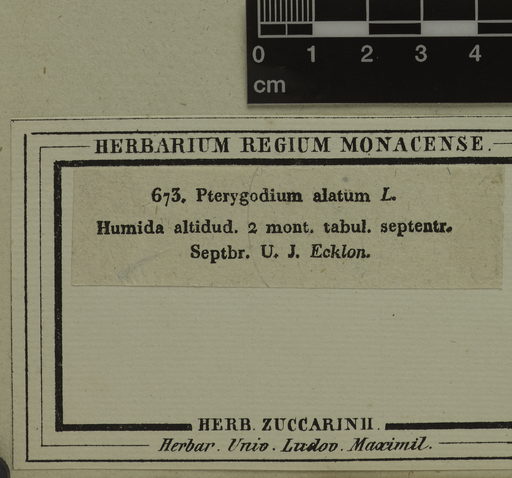 0 1 2 3 4
cm
HERBARIUM REGIUM MONACENSE.
673. Pterygodium alatum L.
Humida altidud. 2 mont. tabul. septentr.
Septbr. U. J. Ecklon.
HERB. ZUCCARINII.
Herbar. Univ. Ludov. Maximil.